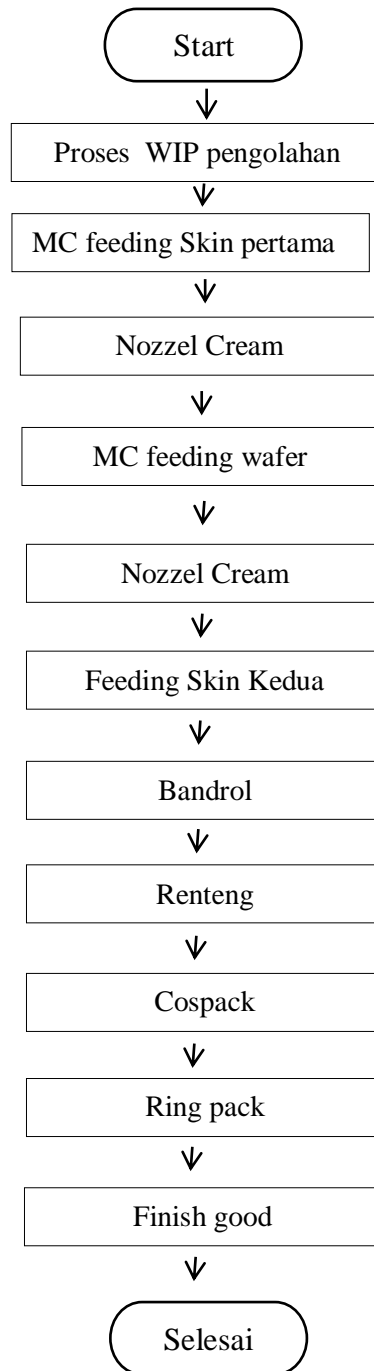 Start
Proses WIP pengolahan
MC feeding Skin pertama
Nozzel Cream
MC feeding wafer
Nozzel Cream
Feeding Skin Kedua
Bandrol
Renteng
Cospack
Ring pack
Finish good
Selesai